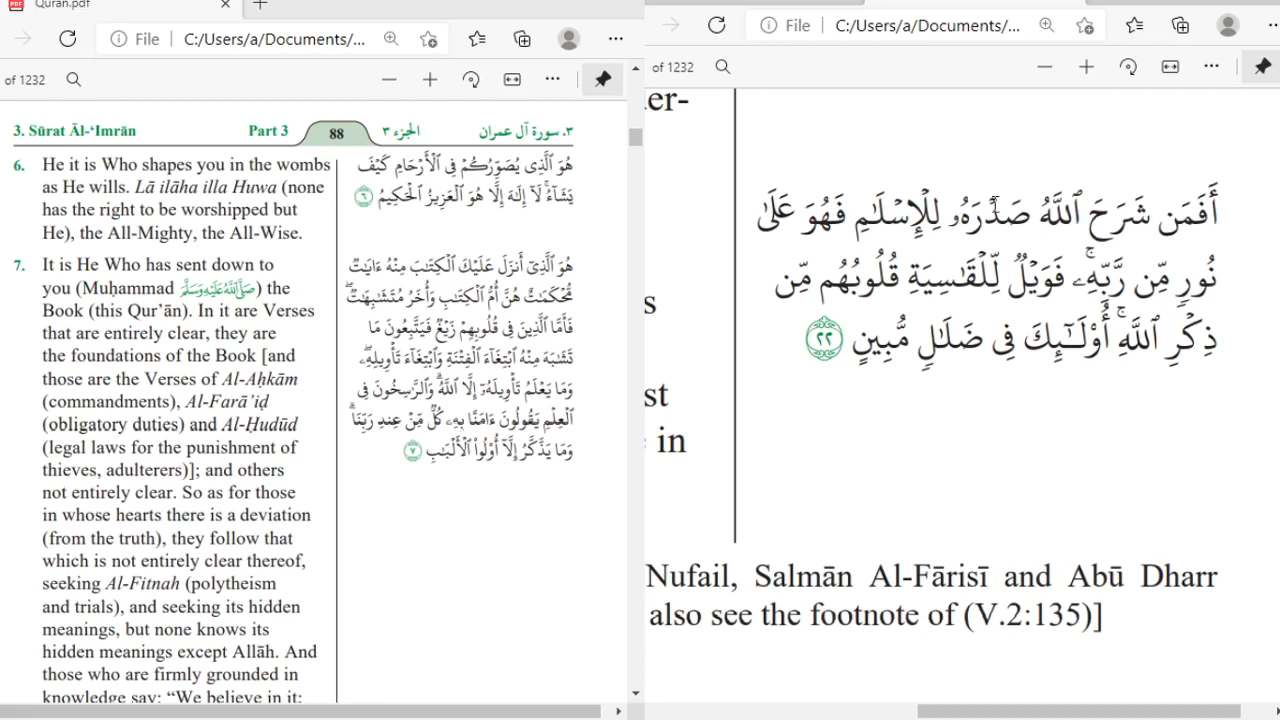 Quran.pdf
File C:/Users/a/Documents/...
of 1232
3. Sūrat Āl-‘Imrān Part 3 88 الجزء ٣ ٣. سورة آل عمران
6. He it is Who shapes you in the wombs
as He wills. Lā ilāha illa Huwa (none
has the right to be worshipped but
He), the All-Mighty, the All-Wise.
هُوَ ٱلَّذِى يُصَوِّرُكُمْ فِى ٱلْأَرْحَامِ كَيْفَ
يَشَآءُ ۚ لَآ إِلَـٰهَ إِلَّا هُوَ ٱلْعَزِيزُ ٱلْحَكِيمُ ٦
7. It is He Who has sent down to
you (Muḥammad صَلَّى اللَّهُ عَلَيْهِ وَسَلَّمَ) the
Book (this Qur’ān). In it are Verses
that are entirely clear, they are
the foundations of the Book [and
those are the Verses of Al-Aḥkām
(commandments), Al-Farā’iḍ
(obligatory duties) and Al-Ḥudūd
(legal laws for the punishment of
thieves, adulterers)]; and others
not entirely clear. So as for those
in whose hearts there is a deviation
(from the truth), they follow that
which is not entirely clear thereof,
seeking Al-Fitnah (polytheism
and trials), and seeking its hidden
meanings, but none knows its
hidden meanings except Allāh. And
those who are firmly grounded in
knowledge say: “We believe in it;
هُوَ ٱلَّذِىٓ أَنزَلَ عَلَيْكَ ٱلْكِتَـٰبَ مِنْهُ ءَايَـٰتٌ
مُّحْكَمَـٰتٌ هُنَّ أُمُّ ٱلْكِتَـٰبِ وَأُخَرُ مُتَشَـٰبِهَـٰتٌ ۖ
فَأَمَّا ٱلَّذِينَ فِى قُلُوبِهِمْ زَيْغٌ فَيَتَّبِعُونَ مَا
تَشَـٰبَهَ مِنْهُ ٱبْتِغَآءَ ٱلْفِتْنَةِ وَٱبْتِغَآءَ تَأْوِيلِهِۦ ۗ
وَمَا يَعْلَمُ تَأْوِيلَهُۥٓ إِلَّا ٱللَّهُ ۗ وَٱلرَّٰسِخُونَ فِى
ٱلْعِلْمِ يَقُولُونَ ءَامَنَّا بِهِۦ كُلٌّ مِّنْ عِندِ رَبِّنَا ۗ
وَمَا يَذَّكَّرُ إِلَّآ أُو۟لُوا۟ ٱلْأَلْبَـٰبِ ٧
File C:/Users/a/Documents/...
of 1232
er-
s
st
in
أَفَمَن شَرَحَ ٱللَّهُ صَدْرَهُۥ لِلْإِسْلَـٰمِ فَهُوَ عَلَىٰ
نُورٍ مِّن رَّبِّهِۦ ۚ فَوَيْلٌ لِّلْقَـٰسِيَةِ قُلُوبُهُم مِّن
ذِكْرِ ٱللَّهِ ۚ أُو۟لَـٰٓئِكَ فِى ضَلَـٰلٍ مُّبِينٍ ٢٢
Nufail, Salmān Al-Fārisī and Abū Dharr
also see the footnote of (V.2:135)]